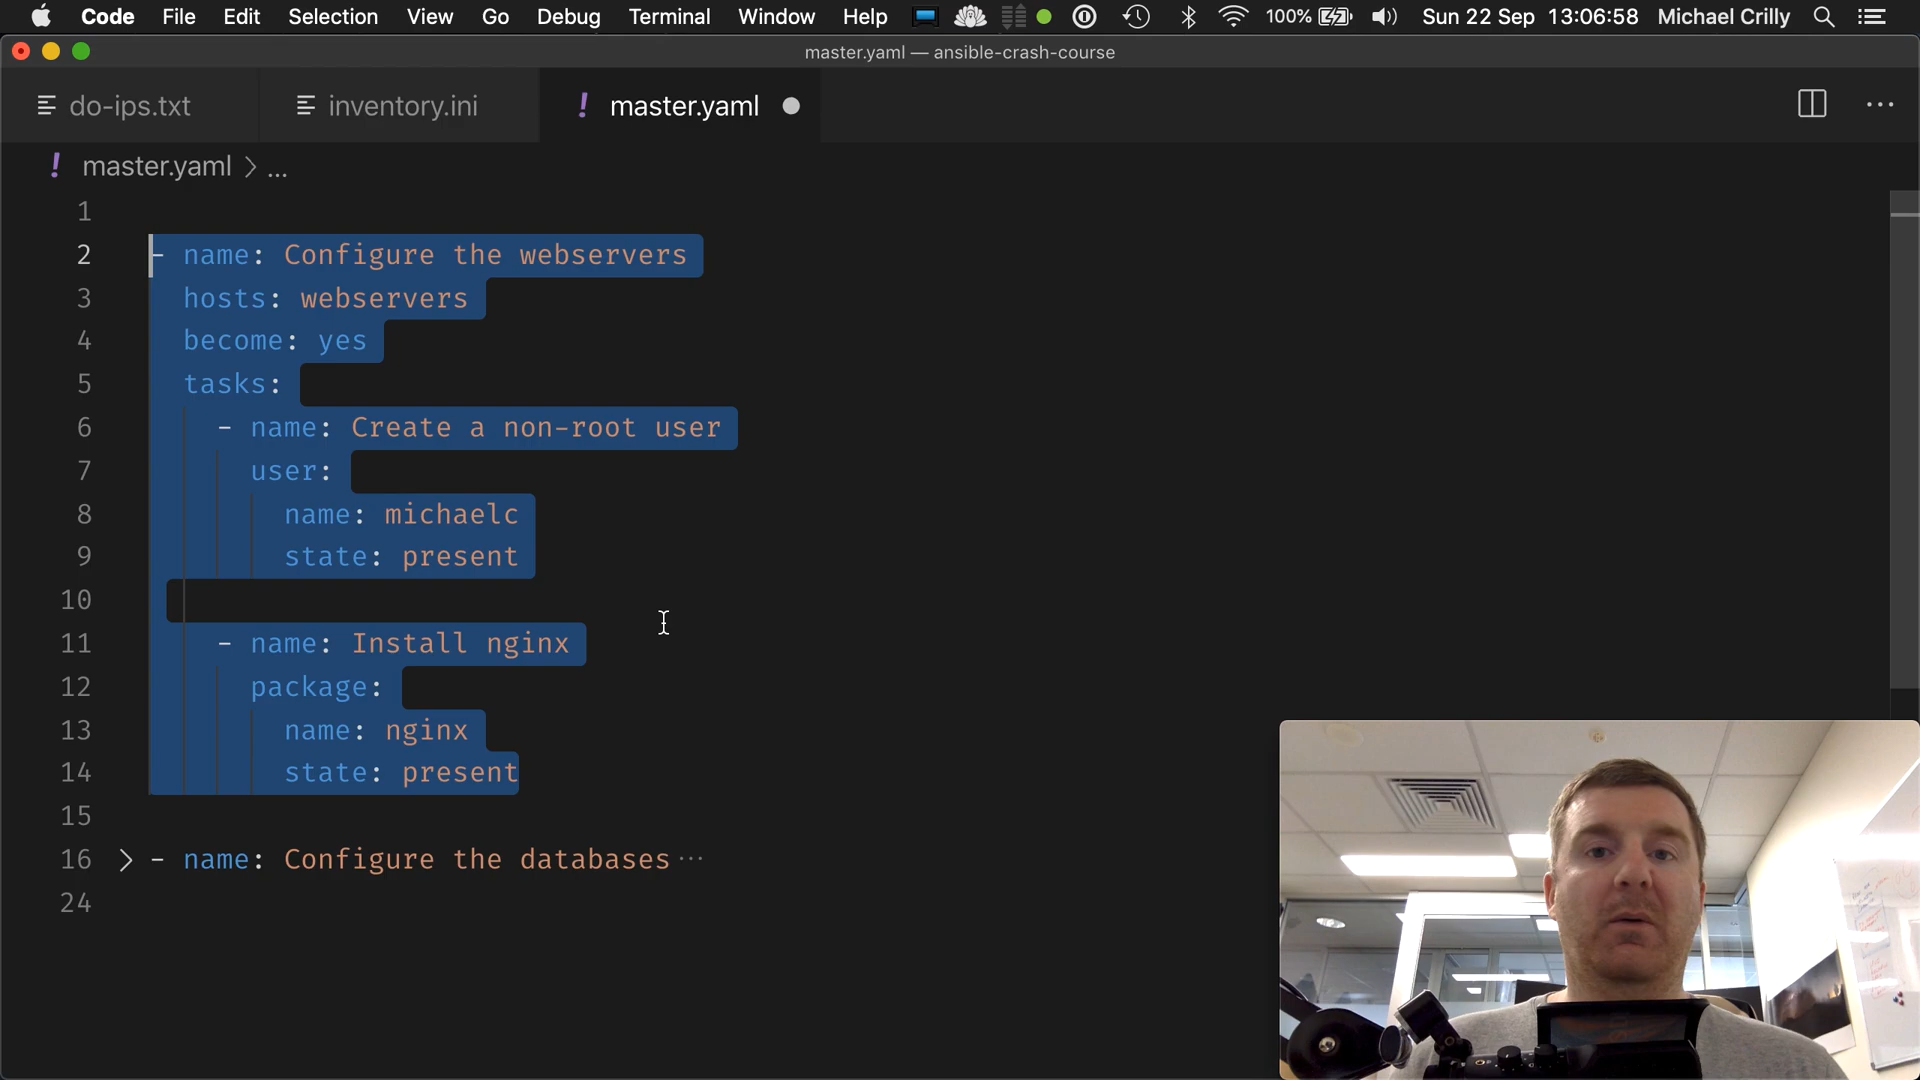 Code File Edit Selection View Go Debug Terminal Window Help 100% Sun 22 Sep 13:06:58 Michael Crilly
master.yaml — ansible-crash-course
do-ips.txt inventory.ini ! master.yaml
! master.yaml > ...
1
2 - name: Configure the webservers
3 hosts: webservers
4 become: yes
5 tasks:
6 - name: Create a non-root user
7 user:
8 name: michaelc
9 state: present
10
11 - name: Install nginx
12 package:
13 name: nginx
14 state: present
15
16 > - name: Configure the databases ...
24